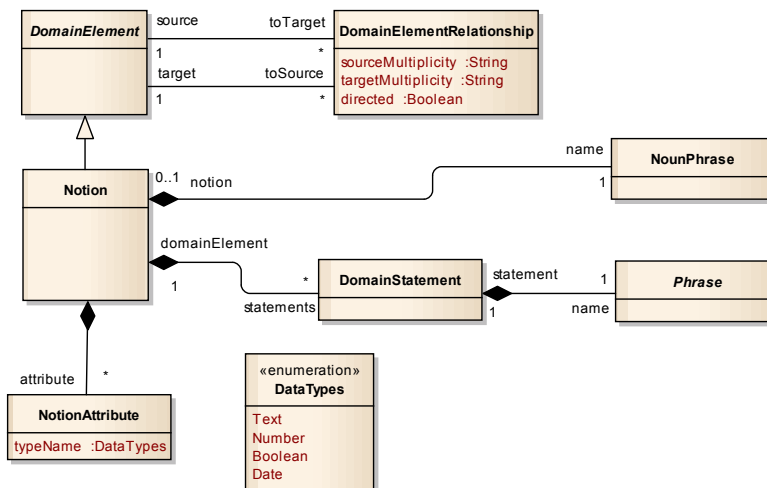 source
toTarget
DomainElement
DomainElementRelationship
1
*
sourceMultiplicity :String
targetMultiplicity :String
directed :Boolean
target
toSource
1
*
Notion
0..1
notion
name
1
NounPhrase
domainElement
1
*
statements
DomainStatement
statement
1
1
name
Phrase
attribute
*
NotionAttribute
typeName :DataTypes
«enumeration»
DataTypes
Text
Number
Boolean
Date